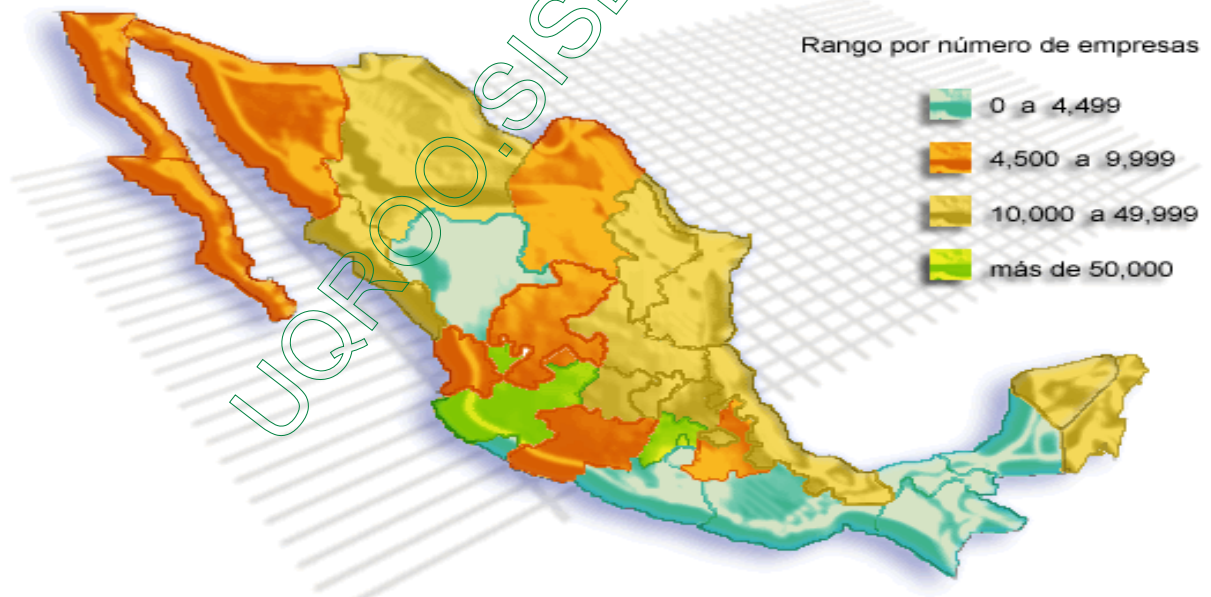 Rango por número de empresas
0 a 4,499
4,500 a 9,999
10,000 a 49,999
más de 50,000
UQROO.SISE